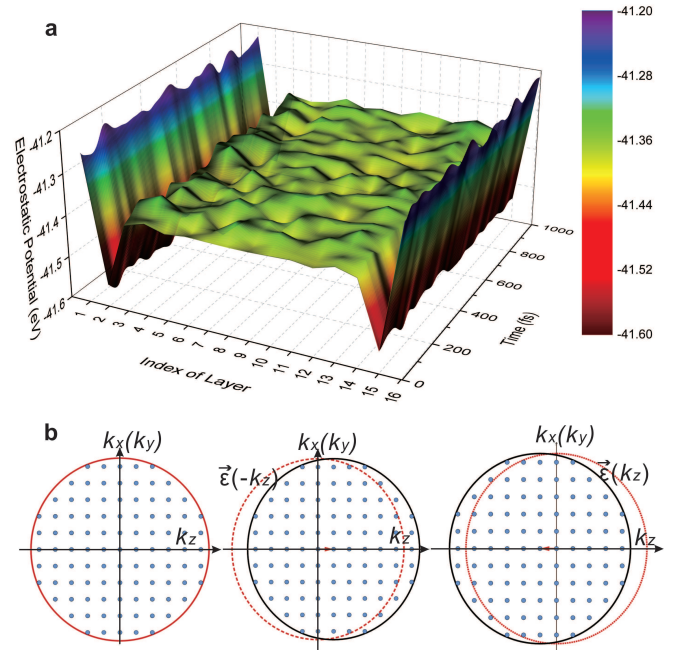 a
-41.20
-41.28
-41.36
-41.44
-41.52
-41.60
Electrostatic Potential (eV)
-41.2
-41.3
-41.4
-41.5
-41.6
1 2 3 4 5 6 7 8 9 10 11 12 13 14 15 16
Index of Layer
0 200 400 600 800 1000
Time (fs)
b
kx(ky)
kz
kx(ky)
ε⃗(-kz)
kz
kx(ky)
ε⃗(kz)
kz